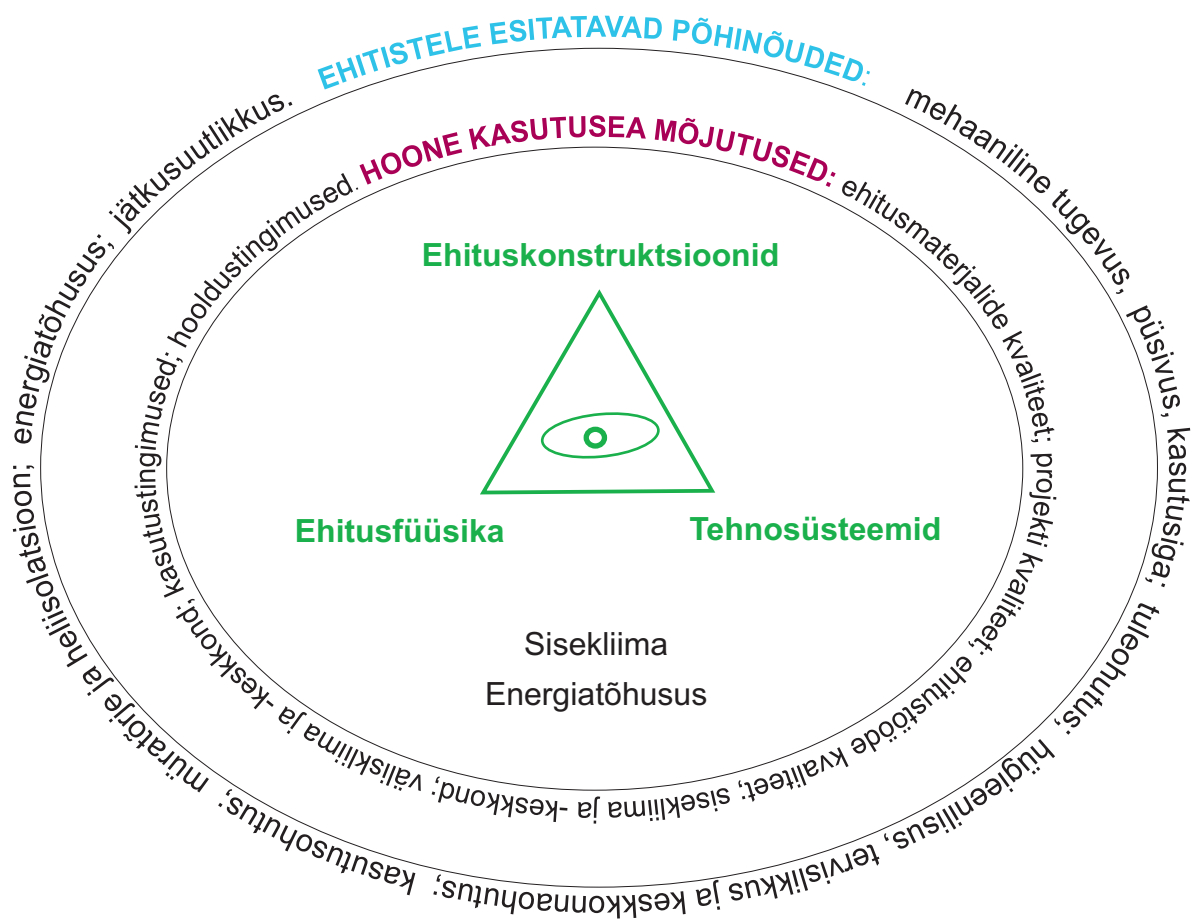 EHITISTELE ESITATAVAD PÕHINÕUDED: mehaaniline tugevus, püsivus, kasutusiga; tuleohutus; hügieenilisus, tervislikkus ja keskkonnaohutus; kasutusohutus; müratõrje ja heliisolatsioon; energiatõhusus; jätkusuutlikkus.
HOONE KASUTUSEA MÕJUTUSED: ehitusmaterjalide kvaliteet; projekti kvaliteet; ehitustööde kvaliteet; sisekliima ja -keskkond; väliskliima ja -keskkond; kasutustingimused; hooldustingimused.
Ehituskonstruktsioonid
Ehitusfüüsika
Tehnosüsteemid
Sisekliima
Energiatõhusus